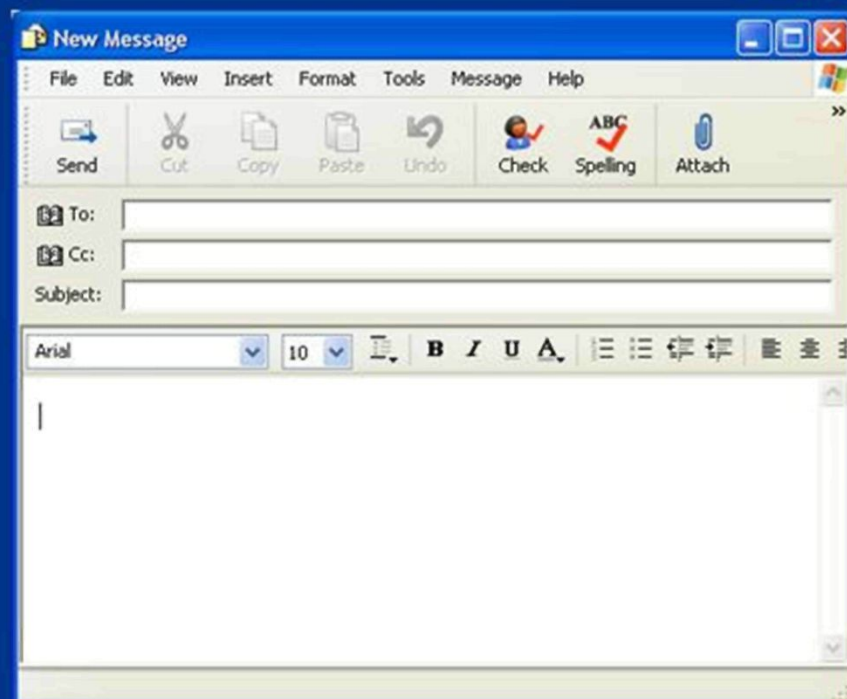 New Message
File Edit View Insert Format Tools Message Help
Send Cut Copy Paste Undo Check ABC Spelling Attach »
To:
Cc:
Subject:
Arial 10 B I U A